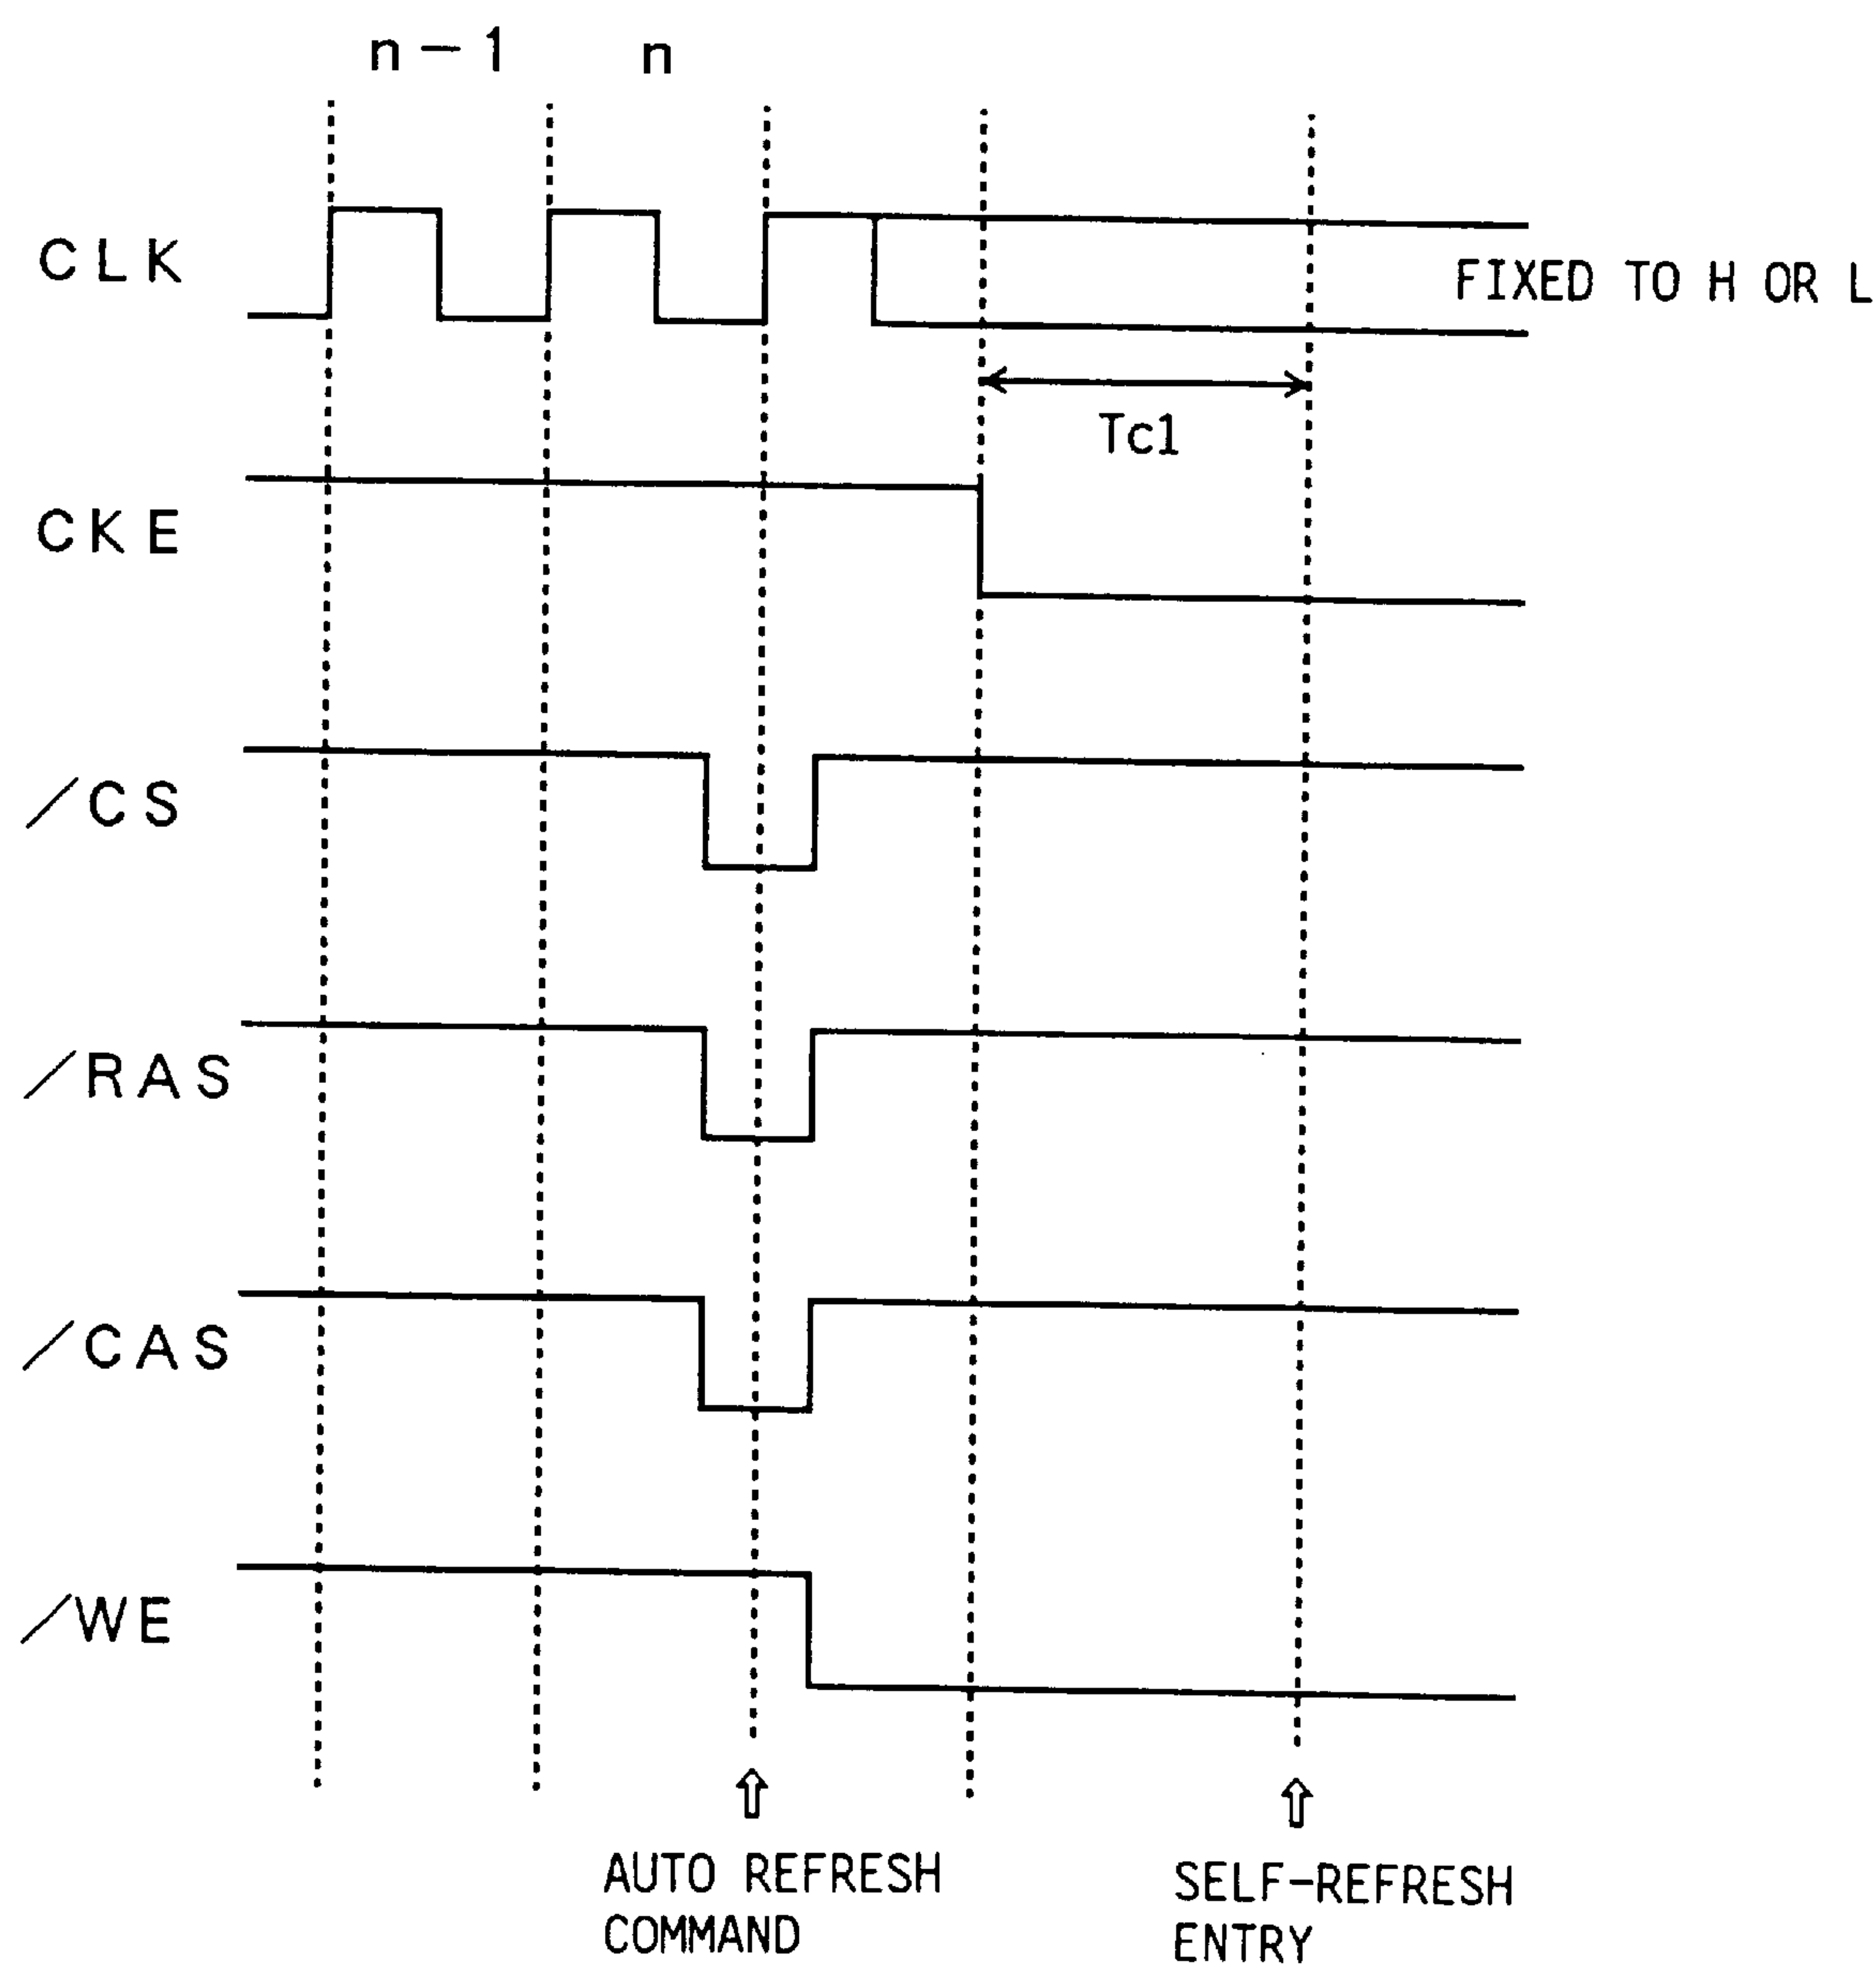 n-1 n
CLK
FIXED TO H OR L
Tc1
CKE
/CS
/RAS
/CAS
/WE
AUTO REFRESH
COMMAND
SELF-REFRESH
ENTRY